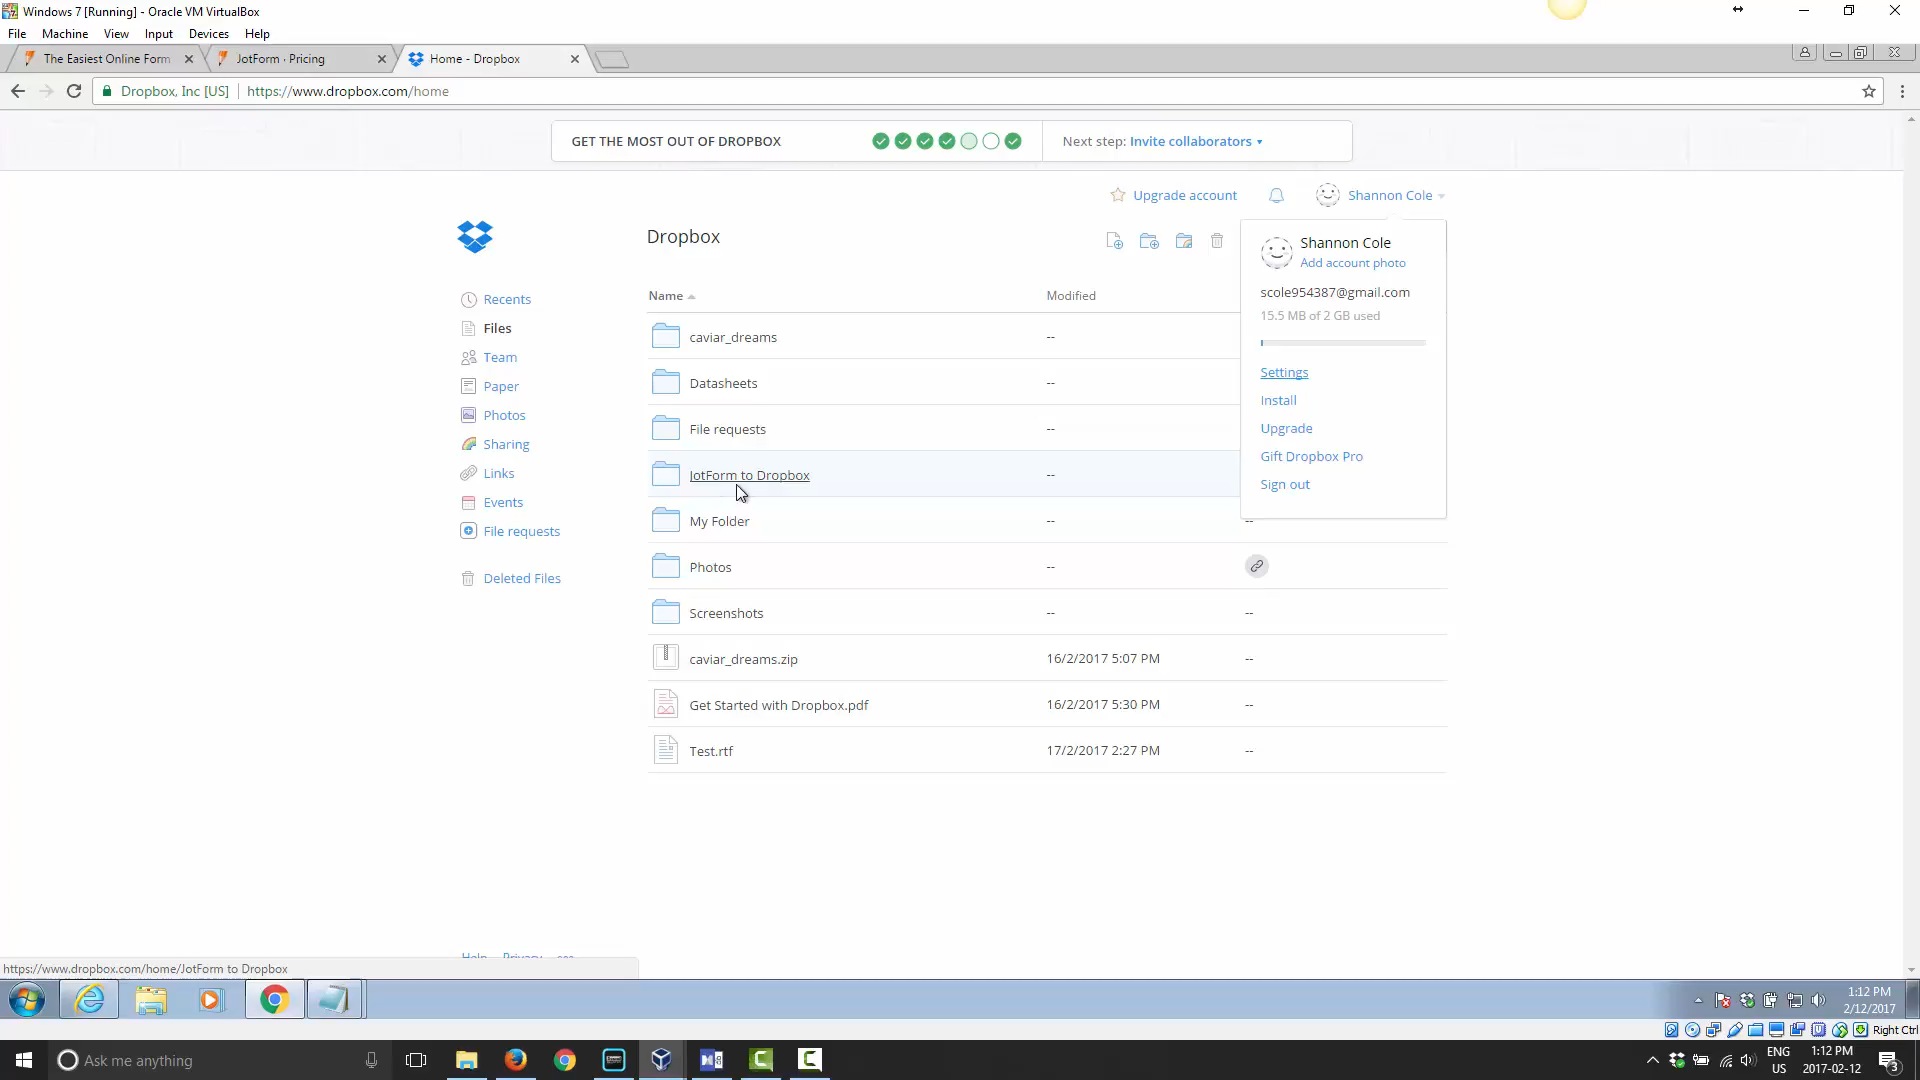 Windows 7 [Running] - Oracle VM VirtualBox
File Machine View Input Devices Help
The Easiest Online Form
JotForm · Pricing
Home - Dropbox
Dropbox, Inc [US] https://www.dropbox.com/home
GET THE MOST OUT OF DROPBOX
Next step: Invite collaborators
Upgrade account
Shannon Cole
Dropbox
Shannon Cole
Add account photo
scole954387@gmail.com
15.5 MB of 2 GB used
Settings
Install
Upgrade
Gift Dropbox Pro
Sign out
Recents
Files
Team
Paper
Photos
Sharing
Links
Events
File requests
Deleted Files
Name Modified
caviar_dreams --
Datasheets --
File requests --
JotForm to Dropbox --
My Folder -- --
Photos --
Screenshots -- --
caviar_dreams.zip 16/2/2017 5:07 PM --
Get Started with Dropbox.pdf 16/2/2017 5:30 PM --
Test.rtf 17/2/2017 2:27 PM --
Help Privacy
https://www.dropbox.com/home/JotForm to Dropbox
1:12 PM
2/12/2017
Right Ctrl
Ask me anything
ENG
US
1:12 PM
2017-02-12
3